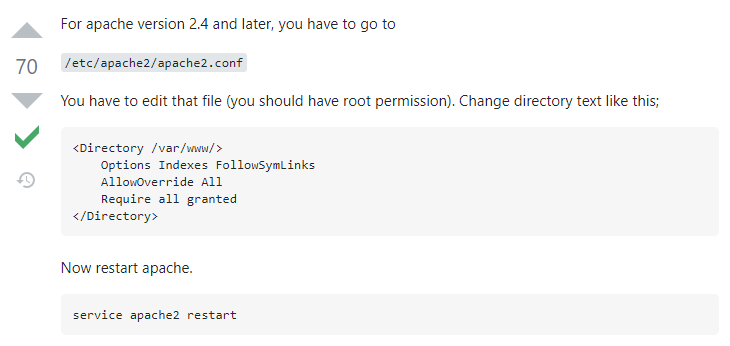 For apache version 2.4 and later, you have to go to
70
/etc/apache2/apache2.conf
You have to edit that file (you should have root permission). Change directory text like this;
<Directory /var/www/>
    Options Indexes FollowSymLinks
    AllowOverride All
    Require all granted
</Directory>
Now restart apache.
service apache2 restart